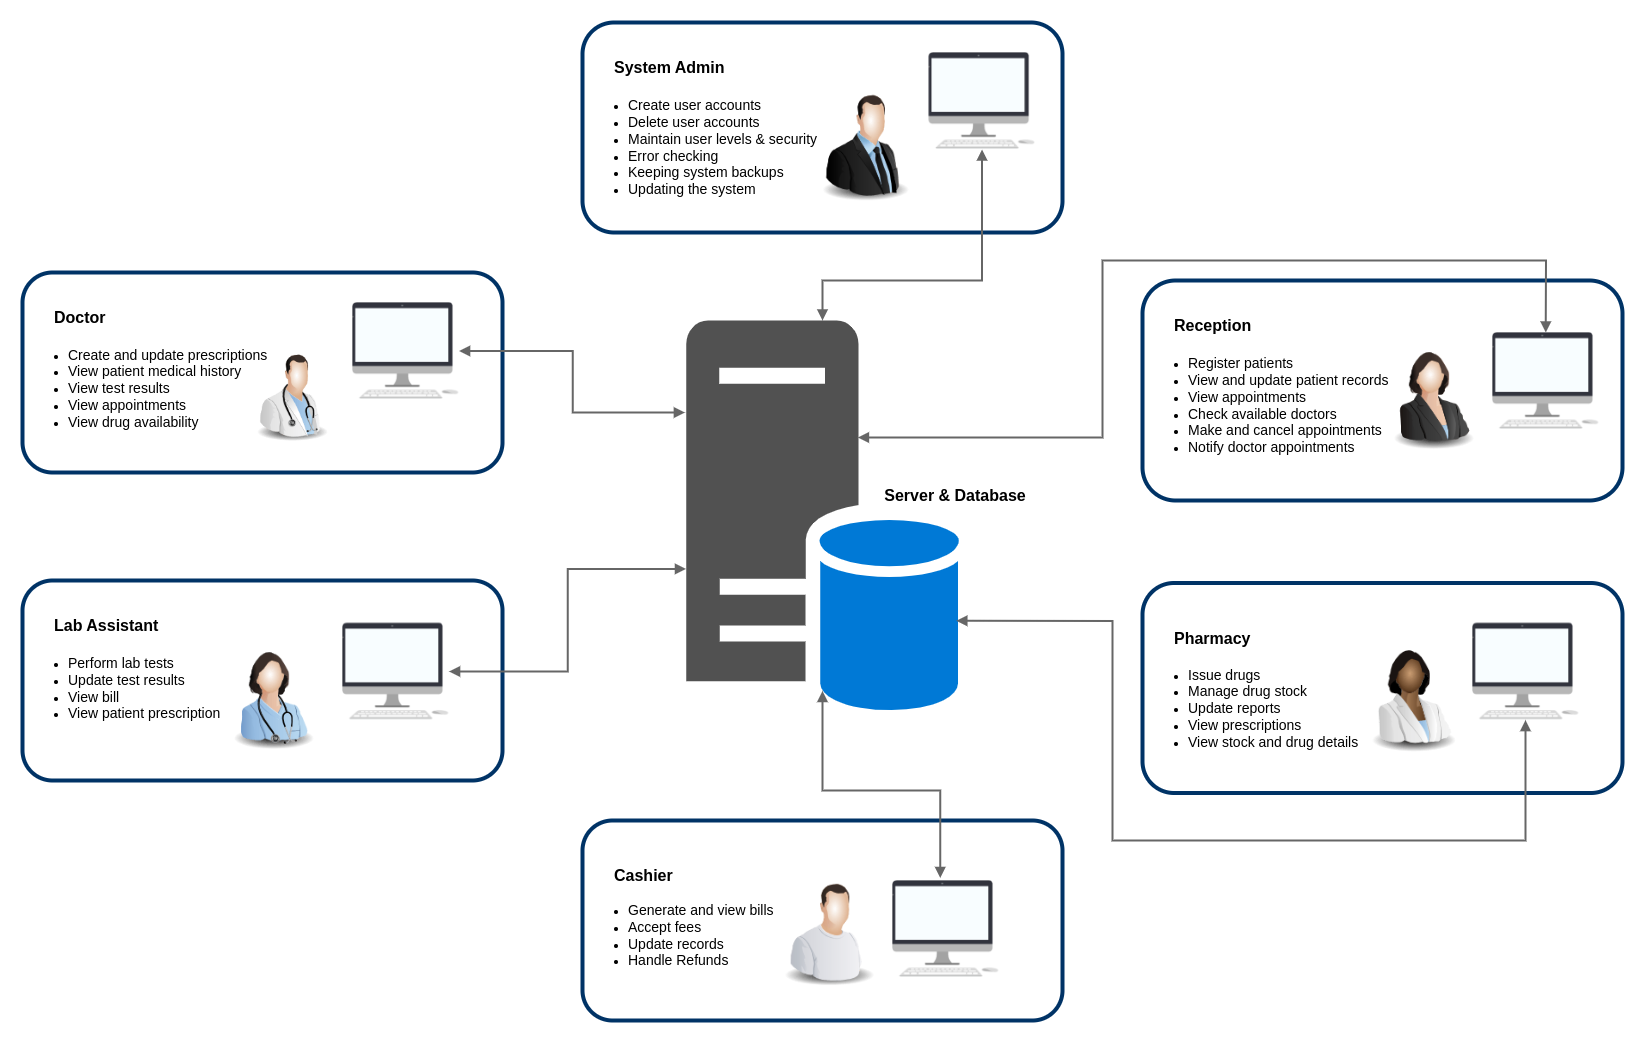 System Admin
Create user accounts
Delete user accounts
Maintain user levels & security
Error checking
Keeping system backups
Updating the system
Doctor
Create and update prescriptions
View patient medical history
View test results
View appointments
View drug availability
Reception
Register patients
View and update patient records
View appointments
Check available doctors
Make and cancel appointments
Notify doctor appointments
Server & Database
Lab Assistant
Perform lab tests
Update test results
View bill
View patient prescription
Pharmacy
Issue drugs
Manage drug stock
Update reports
View prescriptions
View stock and drug details
Cashier
Generate and view bills
Accept fees
Update records
Handle Refunds